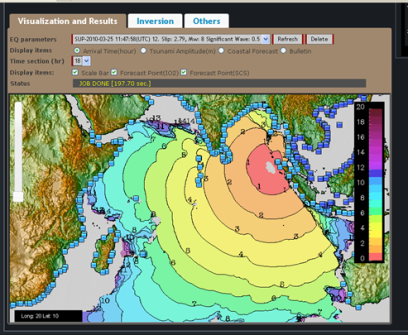 Visualization and Results Inversion Others
EQ parameters SUP-2010-03-25 11:47:58(UTC) 12. Slip: 2.79, Mw: 8 Significant Wave: 0.5 Refresh Delete
Display items Arrival Time(hour) Tsunami Amplitude(m) Coastal Forecast Bulletin
Time section (hr) 18
Display items: Scale Bar Forecast Point(IO2) Forecast Point(SCS)
Status JOB DONE [197.70 sec.]
20
18
16
14
12
10
8
6
4
2
0
Long: 20 Lat: 10